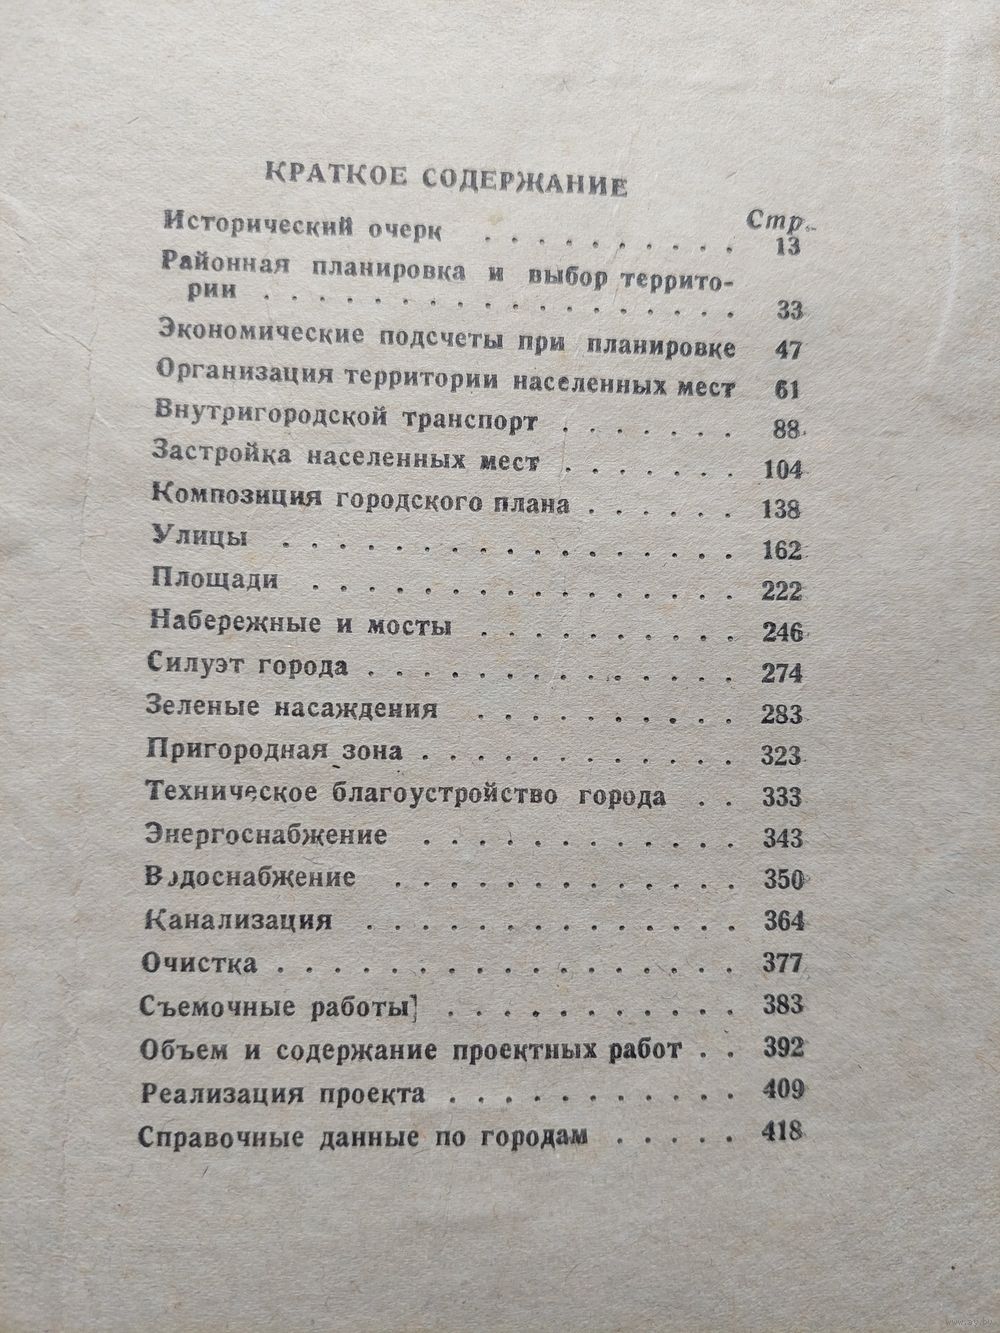 КРАТКОЕ СОДЕРЖАНИЕ
Стр.
Исторический очерк . . . . . . . . . . 13
Районная планировка и выбор террито-
рии . . . . . . . . . . . . . . . . . . 33
Экономические подсчеты при планировке 47
Организация территории населенных мест 61
Внутригородской транспорт . . . . . . . 88
Застройка населенных мест . . . . . . . 104
Композиция городского плана . . . . . . 138
Улицы . . . . . . . . . . . . . . . . . 162
Площади . . . . . . . . . . . . . . . . 222
Набережные и мосты . . . . . . . . . . 246
Силуэт города . . . . . . . . . . . . . . 274
Зеленые насаждения . . . . . . . . . . 283
Пригородная зона . . . . . . . . . . . . 323
Техническое благоустройство города . . 333
Энергоснабжение . . . . . . . . . . . . 343
Водоснабжение . . . . . . . . . . . . . 350
Канализация . . . . . . . . . . . . . . 364
Очистка . . . . . . . . . . . . . . . . . 377
Съемочные работы . . . . . . . . . . . 383
Объем и содержание проектных работ . . 392
Реализация проекта . . . . . . . . . . . 409
Справочные данные по городам . . . . . 418
www.ay.by